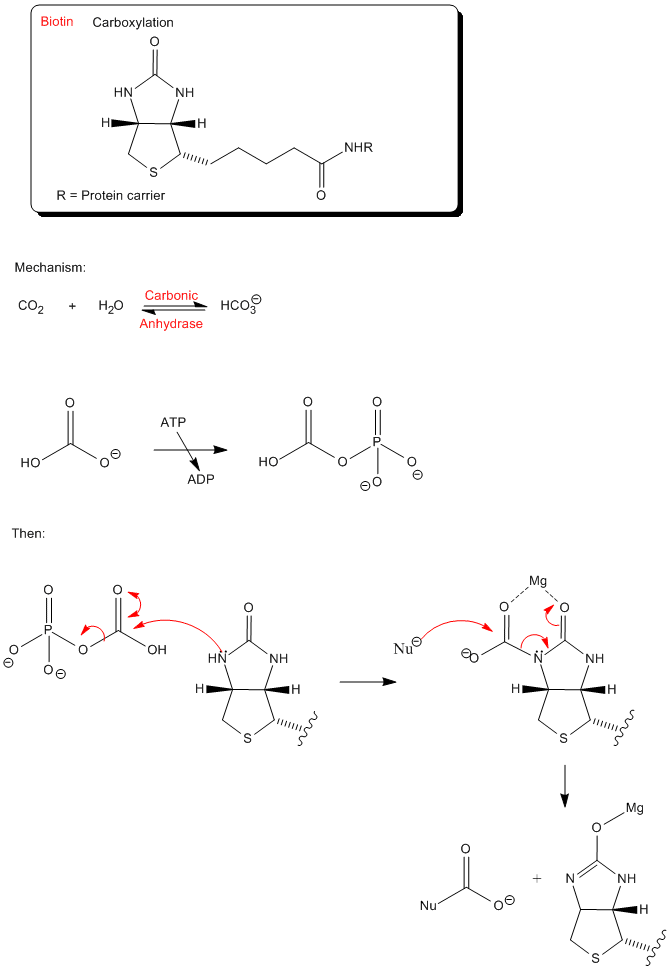 Biotin Carboxylation
O
HN NH
H H
S
NHR
O
R = Protein carrier
Mechanism:
CO2 + H2O Carbonic Anhydrase HCO3⊖
O
HO O⊖
ATP
ADP
O O
HO O P O⊖
⊖O
Then:
O O
P O OH
⊖O O⊖
O
HN NH
H H
S
Mg
O O
Nu⊖
⊖O N NH
H H
S
Mg
O
N NH
H
S
O
Nu O⊖
+